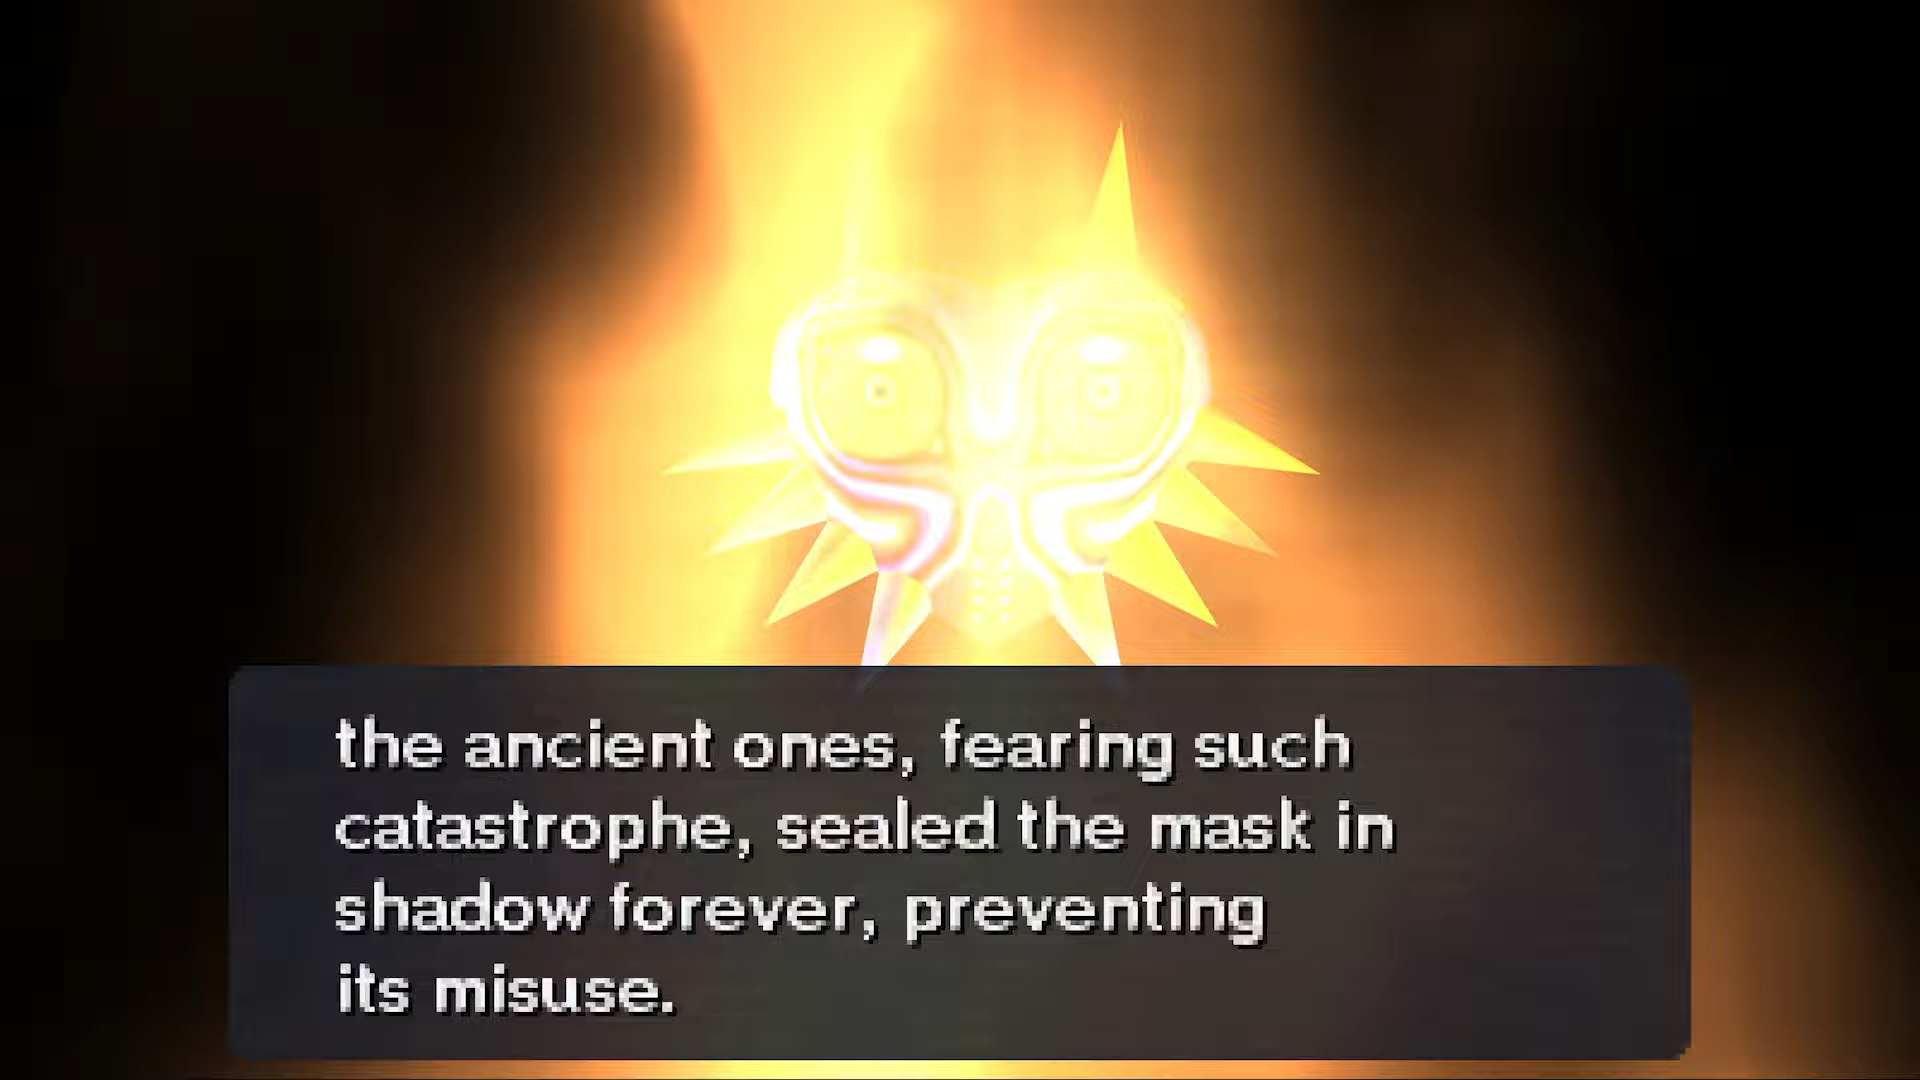 the ancient ones, fearing such
catastrophe, sealed the mask in
shadow forever, preventing
its misuse.